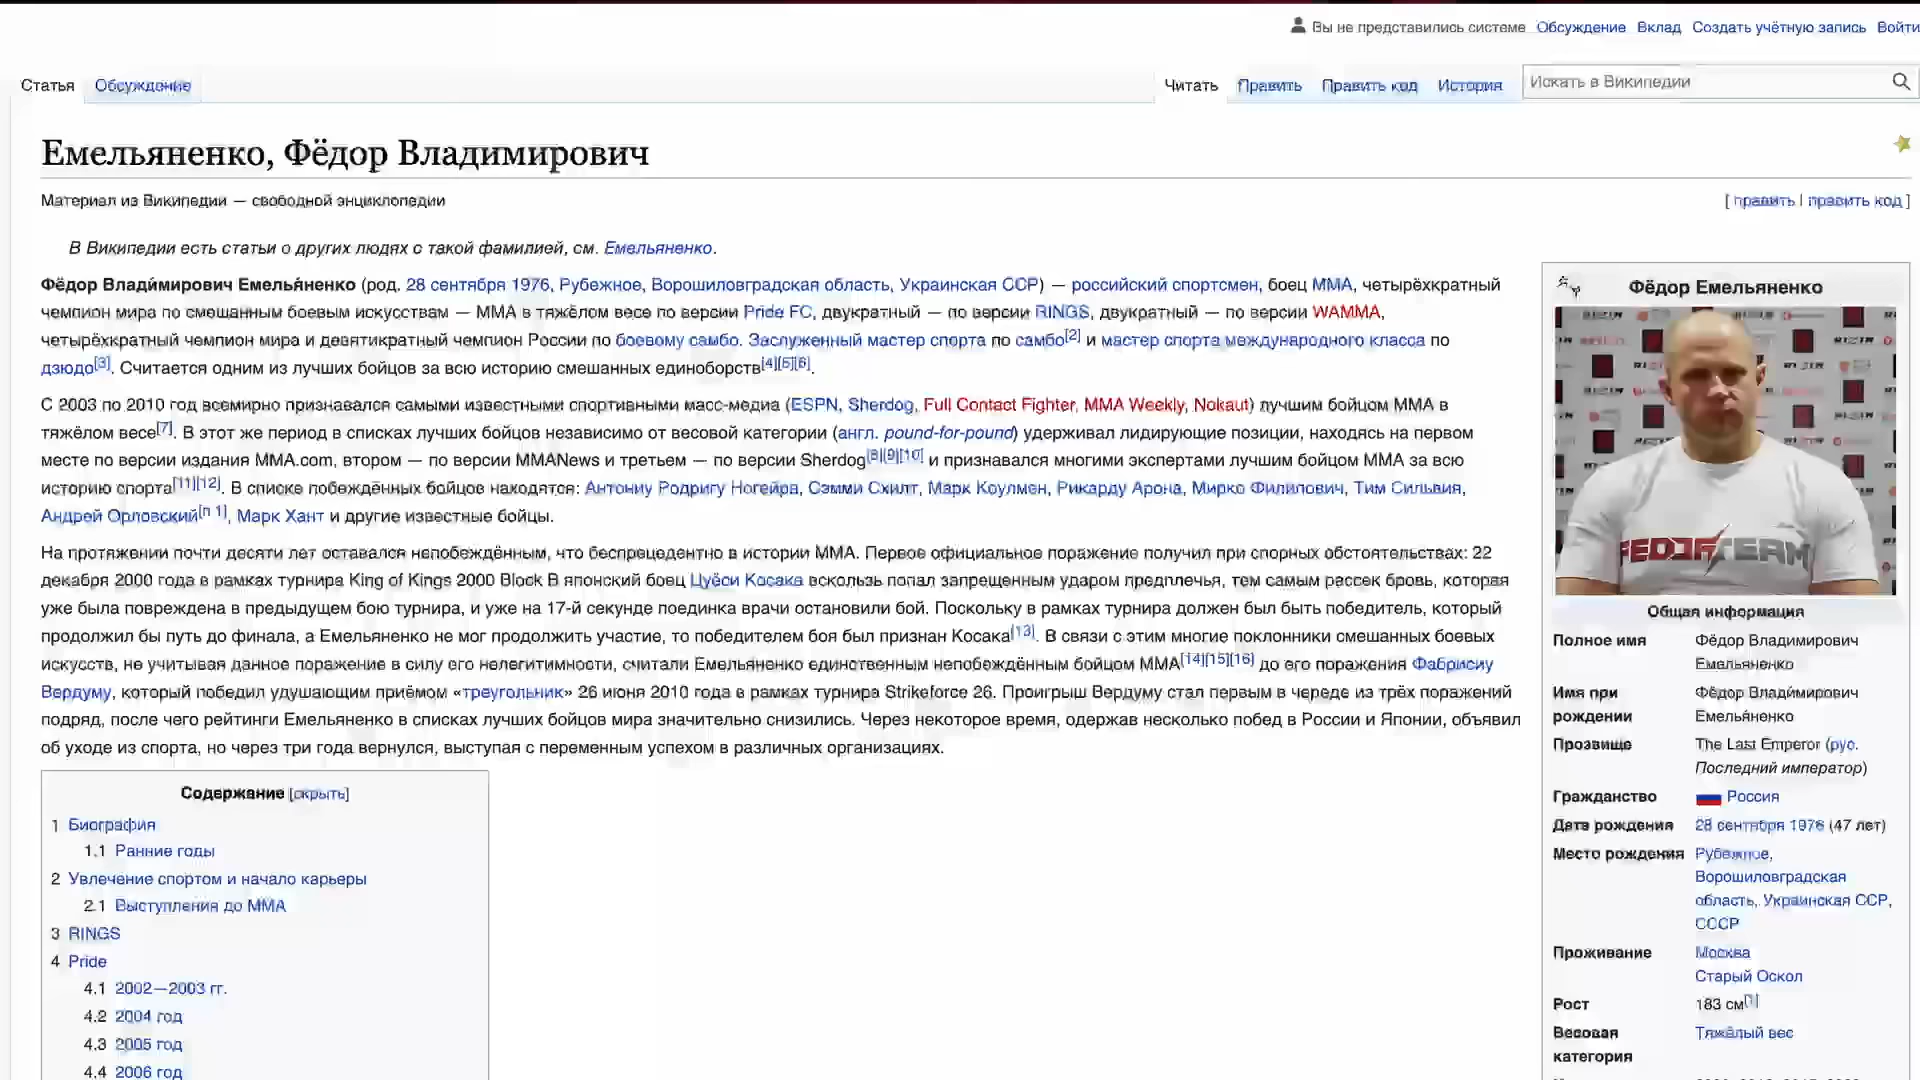 Вы не представились системе Обсуждение Вклад Создать учётную запись Войти
Статья Обсуждение
Читать Править Править код История Искать в Википедии
Емельяненко, Фёдор Владимирович
Материал из Википедии — свободной энциклопедии
[ править | править код ]
В Википедии есть статьи о других людях с такой фамилией, см. Емельяненко.
Фёдор Влади́мирович Емелья́ненко (род. 28 сентября 1976, Рубежное, Ворошиловградская область, Украинская ССР) — российский спортсмен, боец MMA, четырёхкратный
чемпион мира по смешанным боевым искусствам — MMA в тяжёлом весе по версии Pride FC, двукратный — по версии RINGS, двукратный — по версии WAMMA,
четырёхкратный чемпион мира и девятикратный чемпион России по боевому самбо. Заслуженный мастер спорта по самбо[2] и мастер спорта международного класса по
дзюдо[3]. Считается одним из лучших бойцов за всю историю смешанных единоборств[4][5][6].
С 2003 по 2010 год всемирно признавался самыми известными спортивными масс-медиа (ESPN, Sherdog, Full Contact Fighter, MMA Weekly, Nokaut) лучшим бойцом MMA в
тяжёлом весе[7]. В этот же период в списках лучших бойцов независимо от весовой категории (англ. pound-for-pound) удерживал лидирующие позиции, находясь на первом
месте по версии издания MMA.com, втором — по версии MMANews и третьем — по версии Sherdog[8][9][10] и признавался многими экспертами лучшим бойцом MMA за всю
историю спорта[11][12]. В списке побеждённых бойцов находятся: Антониу Родригу Ногейра, Сэмми Схилт, Марк Коулмен, Рикарду Арона, Мирко Филипович, Тим Сильвия,
Андрей Орловский[п 1], Марк Хант и другие известные бойцы.
На протяжении почти десяти лет оставался непобеждённым, что беспрецедентно в истории MMA. Первое официальное поражение получил при спорных обстоятельствах: 22
декабря 2000 года в рамках турнира King of Kings 2000 Block B японский боец Цуёси Косака вскользь попал запрещенным ударом предплечья, тем самым рассек бровь, которая
уже была повреждена в предыдущем бою турнира, и уже на 17-й секунде поединка врачи остановили бой. Поскольку в рамках турнира должен был быть победитель, который
продолжил бы путь до финала, а Емельяненко не мог продолжить участие, то победителем боя был признан Косака[13]. В связи с этим многие поклонники смешанных боевых
искусств, не учитывая данное поражение в силу его нелегитимности, считали Емельяненко единственным непобеждённым бойцом MMA[14][15][16] до его поражения Фабрисиу
Вердуму, который победил удушающим приёмом «треугольник» 26 июня 2010 года в рамках турнира Strikeforce 26. Проигрыш Вердуму стал первым в череде из трёх поражений
подряд, после чего рейтинги Емельяненко в списках лучших бойцов мира значительно снизились. Через некоторое время, одержав несколько побед в России и Японии, объявил
об уходе из спорта, но через три года вернулся, выступая с переменным успехом в различных организациях.
Содержание [скрыть]
1 Биография
1.1 Ранние годы
2 Увлечение спортом и начало карьеры
2.1 Выступления до MMA
3 RINGS
4 Pride
4.1 2002—2003 гг.
4.2 2004 год
4.3 2005 год
4.4 2006 год
Фёдор Емельяненко
RIZIN
FEDOR TEAM
Общая информация
Полное имя Фёдор Владимирович
Емельяненко
Имя при Фёдор Влади́мирович
рождении Емелья́ненко
Прозвище The Last Emperor (рус.
Последний император)
Гражданство Россия
Дата рождения 28 сентября 1976 (47 лет)
Место рождения Рубежное,
Ворошиловградская
область, Украинская ССР,
СССР
Проживание Москва
Старый Оскол
Рост 183 см[1]
Весовая Тяжёлый вес
категория